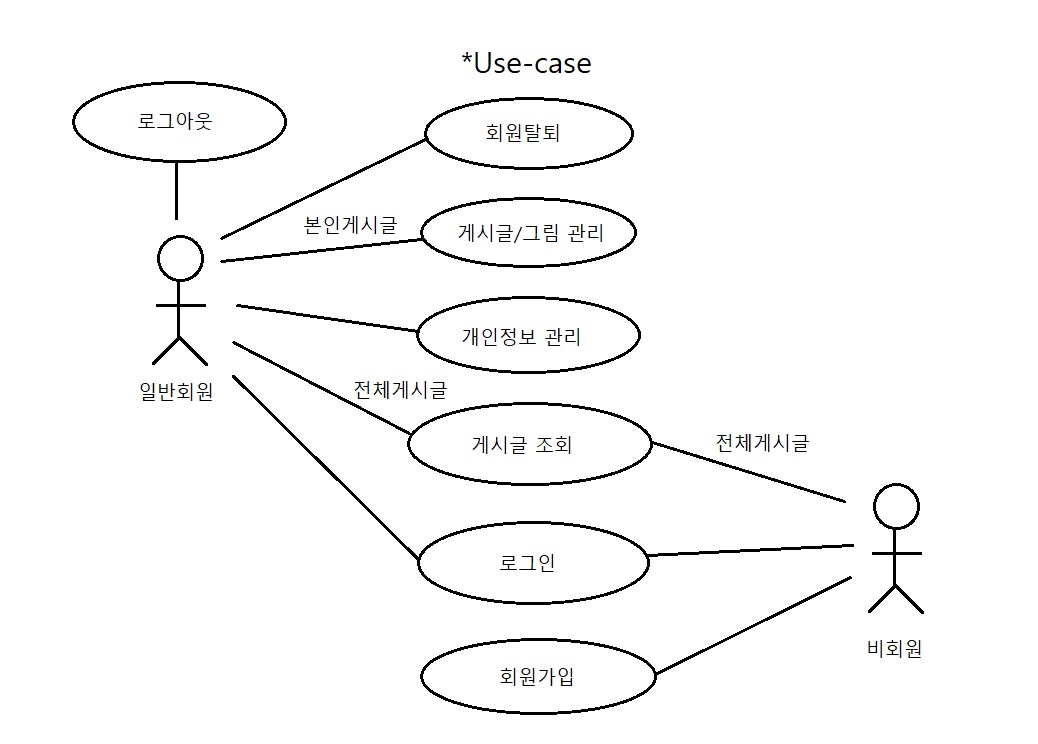 *Use-case
로그아웃
회원탈퇴
본인게시글
게시글/그림 관리
개인정보 관리
일반회원
전체게시글
게시글 조회
전체게시글
로그인
비회원
회원가입